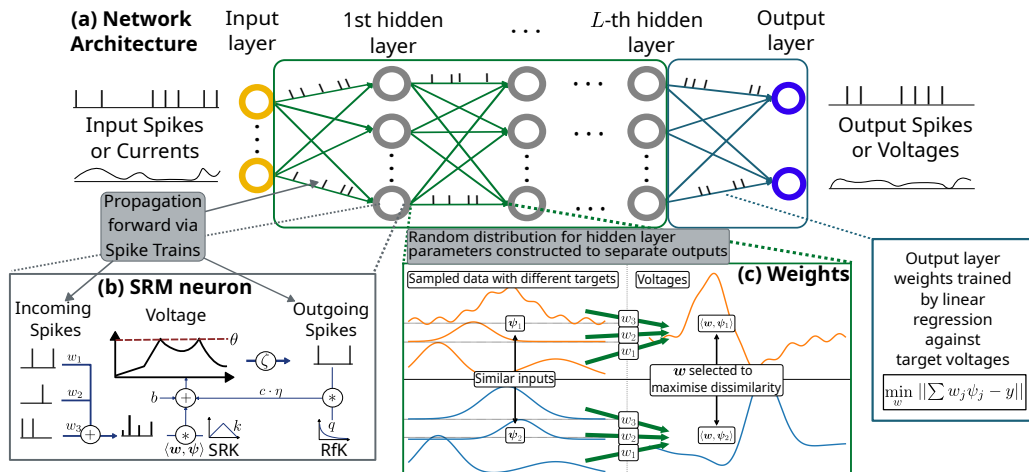 (a) Network
Architecture
Input
layer
1st hidden
layer
...
L-th hidden
layer
Output
layer
Input Spikes
or Currents
Output Spikes
or Voltages
Propagation
forward via
Spike Trains
Random distribution for hidden layer
parameters constructed to separate outputs
(b) SRM neuron
Incoming
Spikes
Voltage
Outgoing
Spikes
θ
ζ
w₁
w₂
w₃
b
+
c · η
*
+
*
⟨w, ψ⟩
k
SRK
q
RfK
(c) Weights
Sampled data with different targets
Voltages
ψ₁
w₃
w₂
w₁
⟨w, ψ₁⟩
Similar inputs
w selected to
maximise dissimilarity
ψ₂
w₃
w₂
w₁
⟨w, ψ₂⟩
Output layer
weights trained
by linear
regression
against
target voltages
min_w ||∑ w_jψ_j − y||